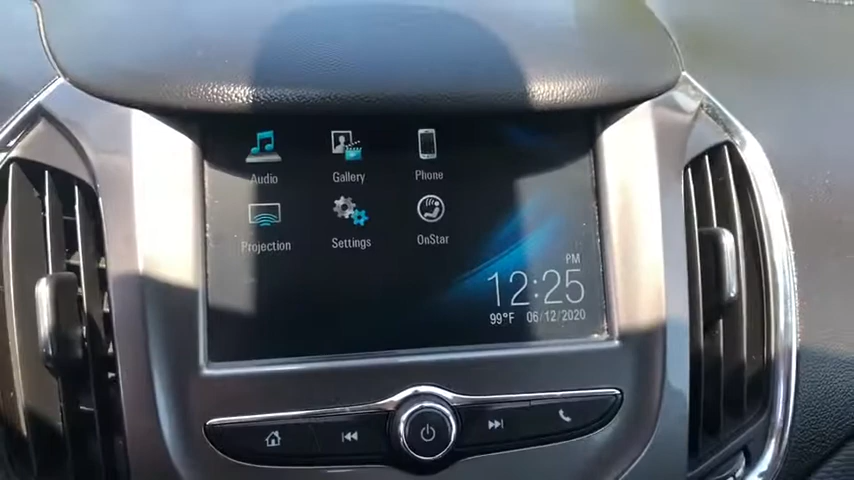 Audio Gallery Phone
Projection Settings OnStar
PM
12:25
99°F 06/12/2020